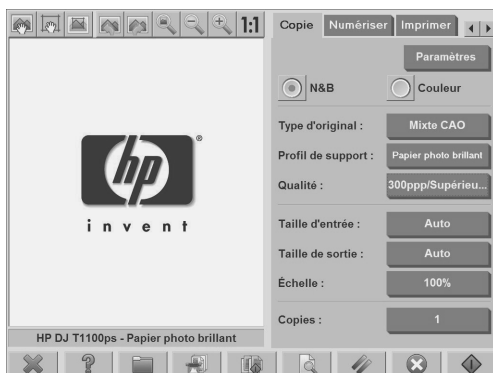 1:1
Copie
Numériser
Imprimer
Paramètres
N&B
Couleur
Type d'original :
Mixte CAO
Profil de support :
Papier photo brillant
Qualité :
300ppp/Supérieu...
Taille d'entrée :
Auto
Taille de sortie :
Auto
Échelle :
100%
Copies :
1
hp
®
invent
HP DJ T1100ps - Papier photo brillant